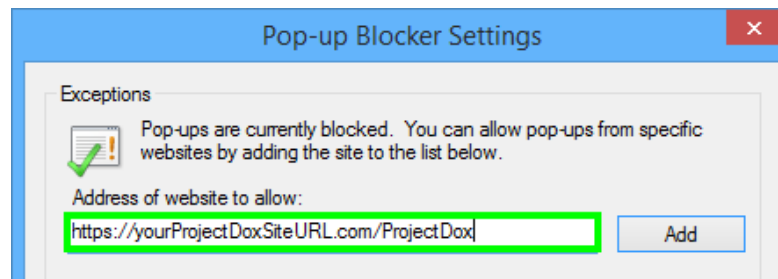 Pop-up Blocker Settings
Exceptions
Pop-ups are currently blocked. You can allow pop-ups from specific
websites by adding the site to the list below.
Address of website to allow:
https://yourProjectDoxSiteURL.com/ProjectDox
Add